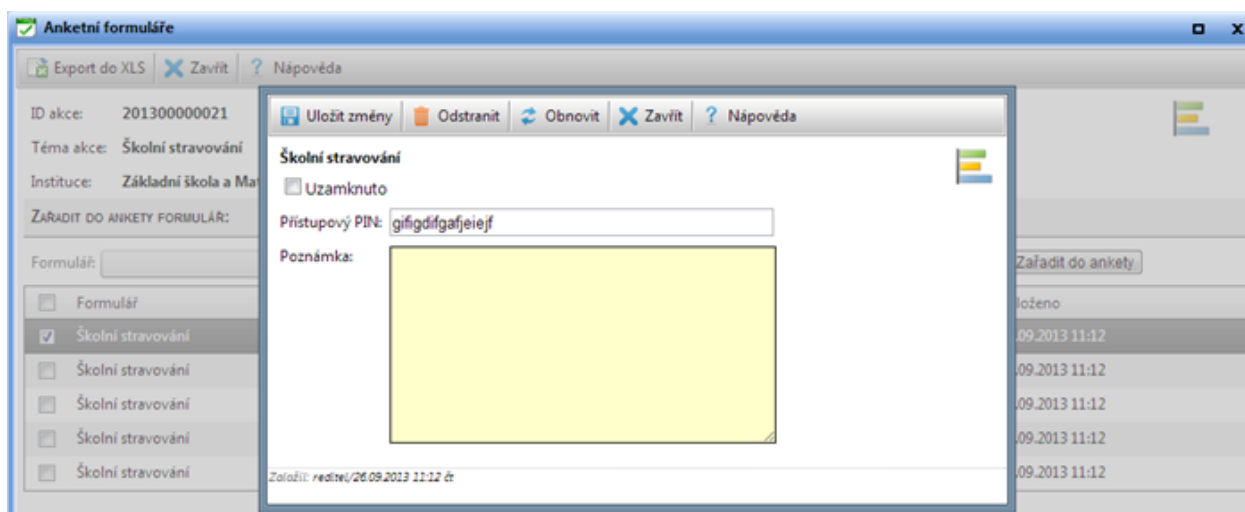 Anketní formuláře
Export do XLS Zavřít ? Nápověda
ID akce: 201300000021
Téma akce: Školní stravování
Instituce: Základní škola a Ma
ZAŘADIT DO ANKETY FORMULÁŘ:
Formulář: Zařadit do ankety
Formulář loženo
Školní stravování .09.2013 11:12
Školní stravování .09.2013 11:12
Školní stravování .09.2013 11:12
Školní stravování .09.2013 11:12
Školní stravování .09.2013 11:12
Uložit změny Odstranit Obnovit Zavřít ? Nápověda
Školní stravování
Uzamknuto
Přístupový PIN: gifigdifgafjeiejf
Poznámka:
Založil: reditel/26.09.2013 11:12 čt